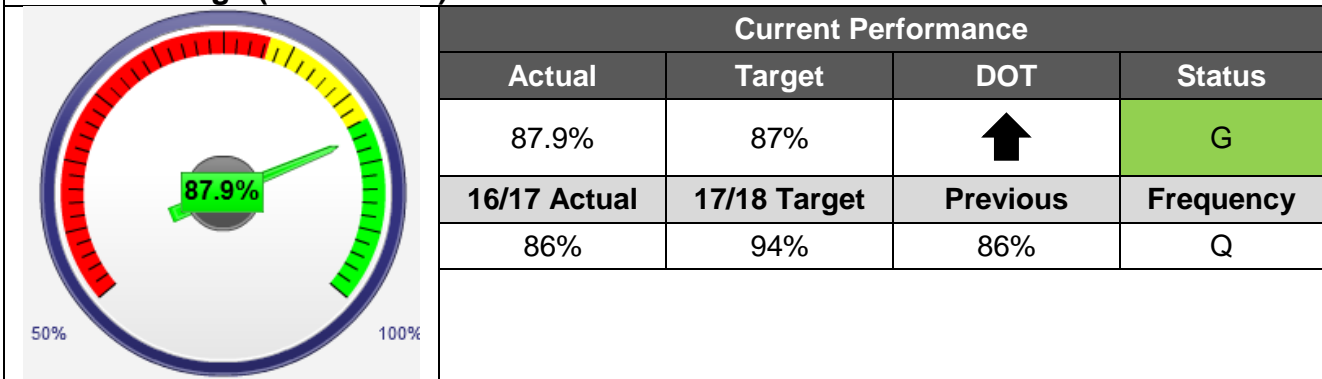 Current Performance
Actual Target DOT Status
87.9% 87% G
16/17 Actual 17/18 Target Previous Frequency
86% 94% 86% Q
87.9%
50% 100%